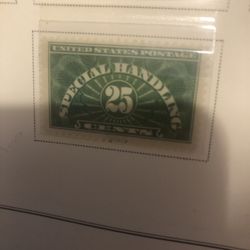 UNITED STATES POSTAGE
SPECIAL HANDLING
25
CENTS